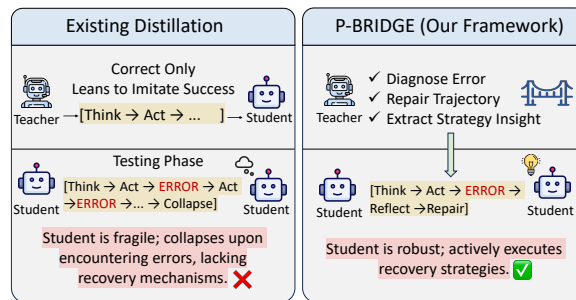 Existing Distillation
Correct Only
Leans to Imitate Success
Teacher
→[Think → Act → ... ]→
Student
Testing Phase
Student
[Think → Act → ERROR → Act
→ERROR →... → Collapse]
Student
Student is fragile; collapses upon
encountering errors, lacking
recovery mechanisms. ❌
P-BRIDGE (Our Framework)
✓ Diagnose Error
✓ Repair Trajectory
✓ Extract Strategy Insight
Teacher
Student
[Think → Act → ERROR →
Reflect →Repair]
Student
Student is robust; actively executes
recovery strategies. ✅